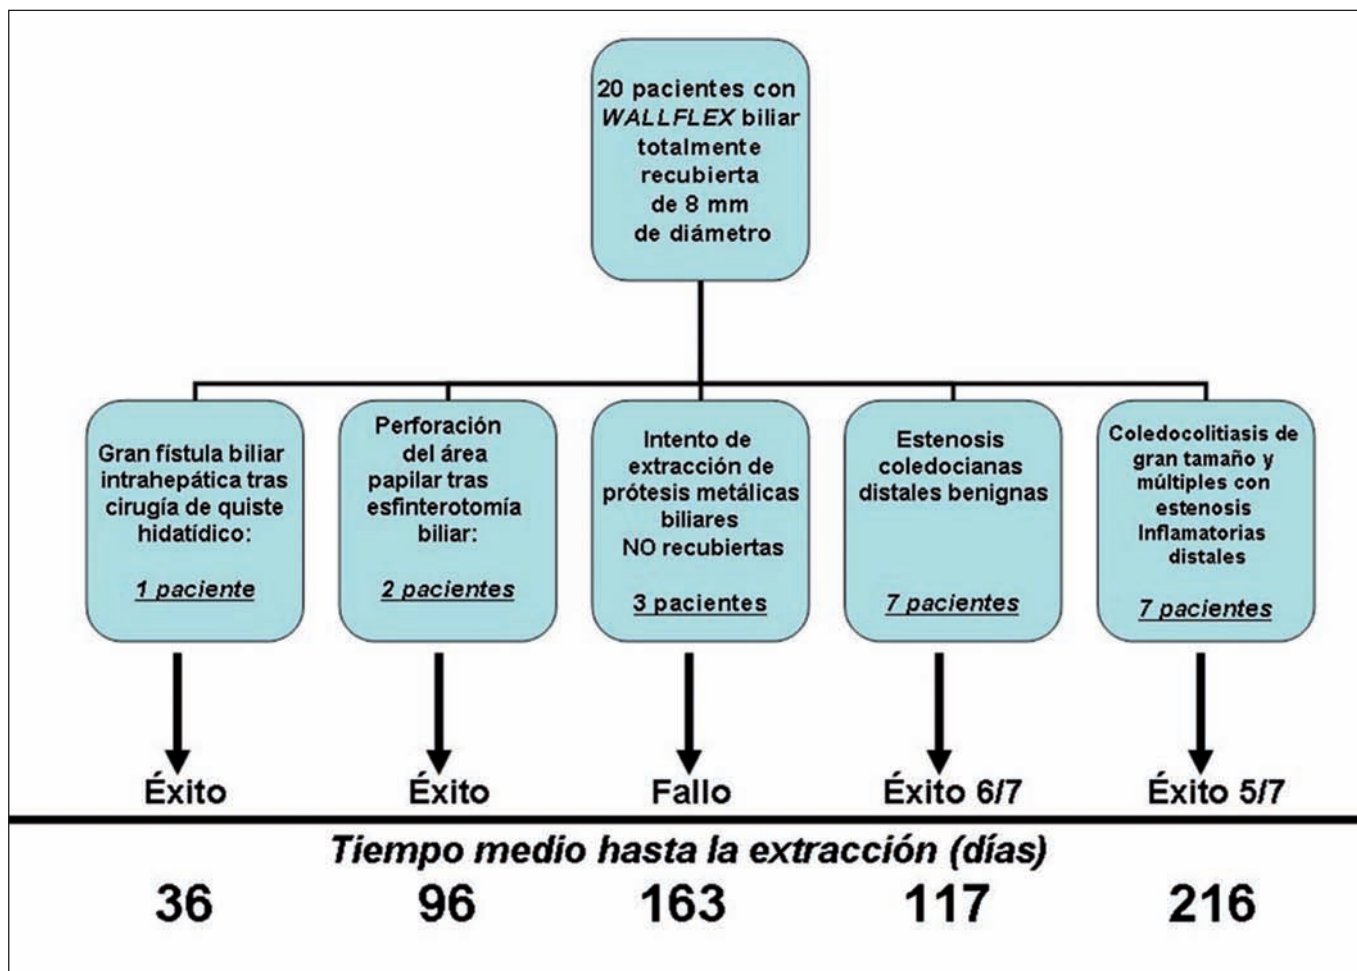 20 pacientes con
WALLFLEX biliar
totalmente
recubierta
de 8 mm
de diámetro
Gran fístula biliar
intrahepática tras
cirugía de quiste
hidatídico:
1 paciente
Perforación
del área
papilar tras
esfinterotomía
biliar:
2 pacientes
Intento de
extracción de
prótesis metálicas
biliares
NO recubiertas
3 pacientes
Estenosis
coledocianas
distales benignas
7 pacientes
Coledocolitiasis de
gran tamaño y
múltiples con
estenosis
Inflamatorias
distales
7 pacientes
Éxito
Éxito
Fallo
Éxito 6/7
Éxito 5/7
Tiempo medio hasta la extracción (días)
36
96
163
117
216